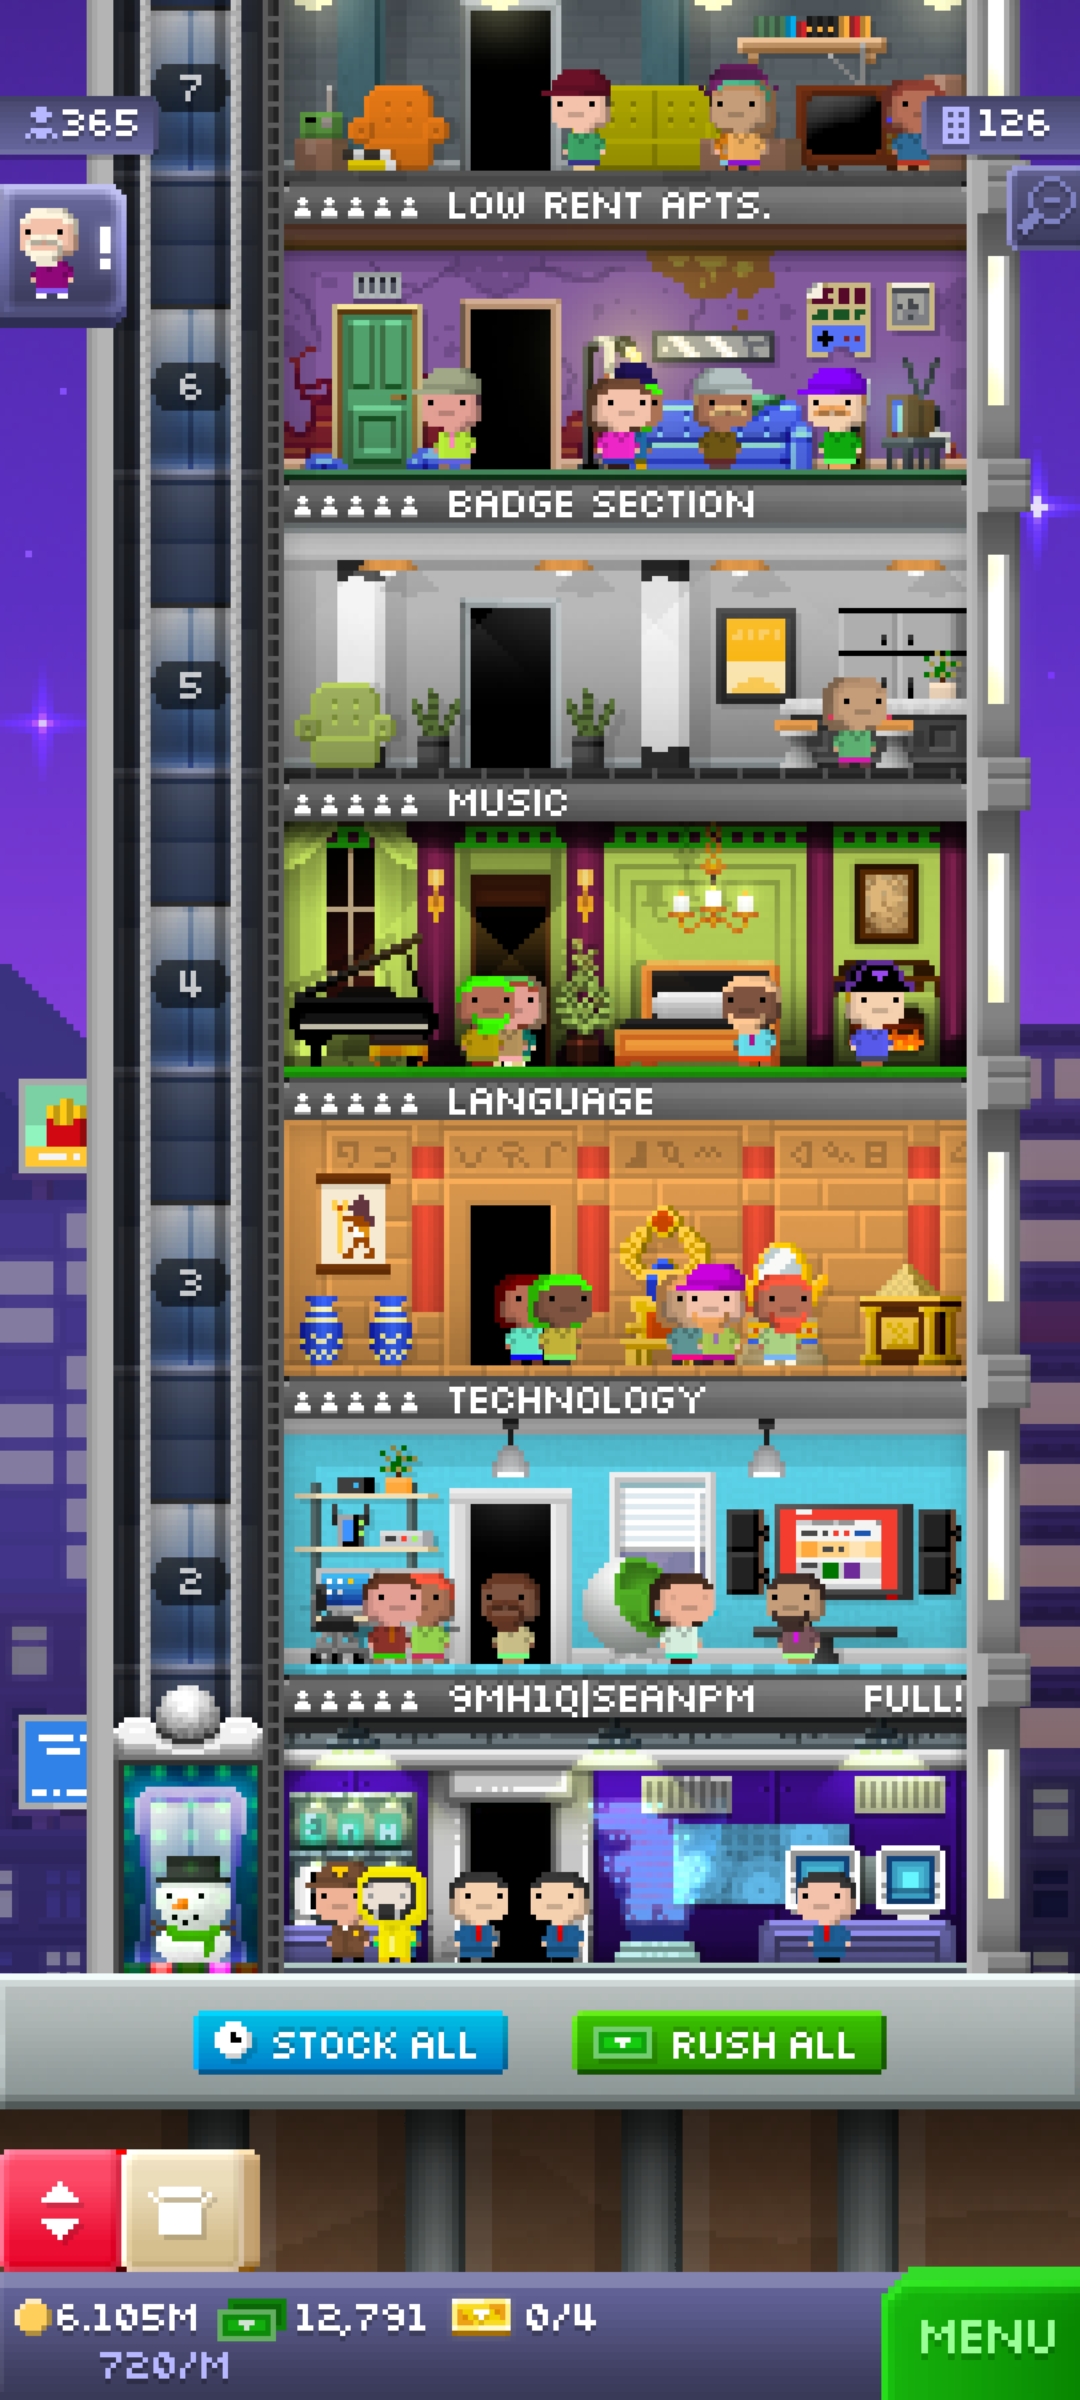 7
365
126
LOW RENT APTS.
6
BADGE SECTION
5
MUSIC
4
LANGUAGE
3
TECHNOLOGY
2
9MH1Q|SEANPM FULL!
STOCK ALL
RUSH ALL
6.105M 12,791 0/4
720/M
MENU